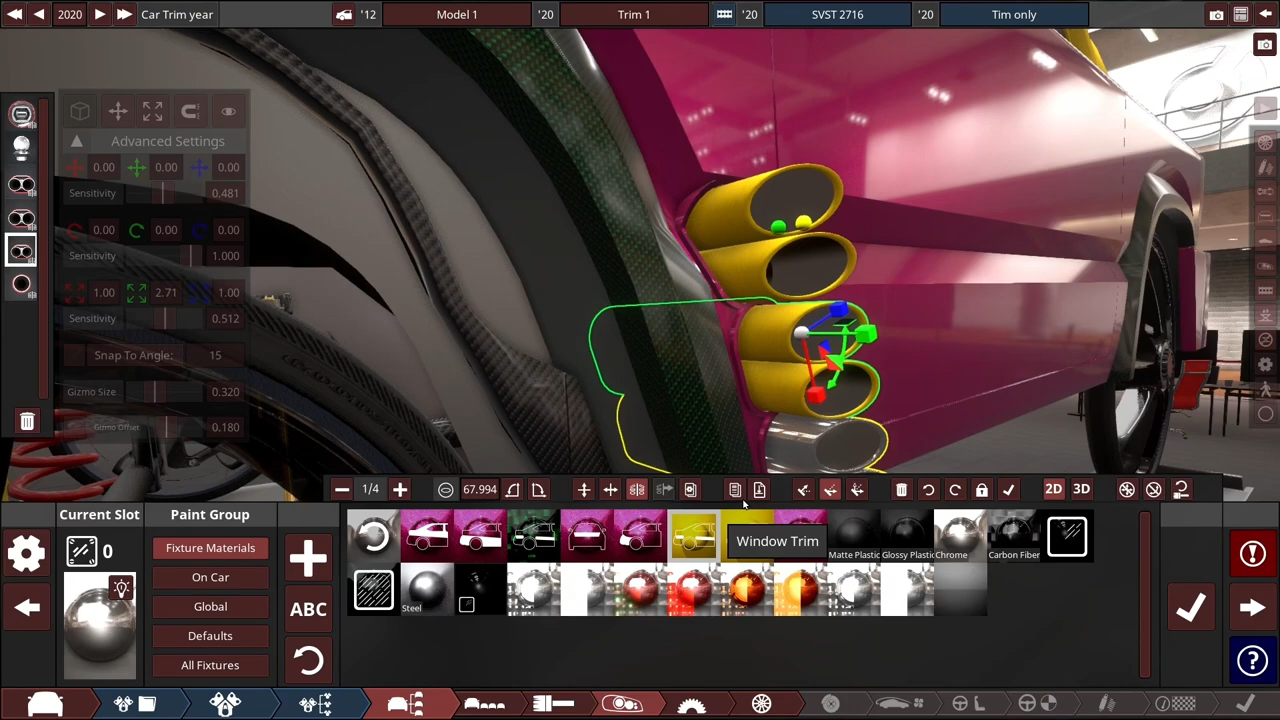 2020 Car Trim year '12 Model 1 '20 Trim 1 '20 SVST 2716 '20 Tim only
Advanced Settings
0.00 0.00 0.00
Sensitivity 0.481
0.00 0.00 0.00
Sensitivity 1.000
1.00 2.71 1.00
Sensitivity 0.512
Snap To Angle: 15
Gizmo Size 0.320
Gizmo Offset 0.180
1/4 67.994 2D 3D
Current Slot
0
Paint Group
Fixture Materials
On Car
Global
Defaults
All Fixtures
ABC
Window Trim
Matte Plastic Glossy Plastic Chrome Carbon Fiber
Steel